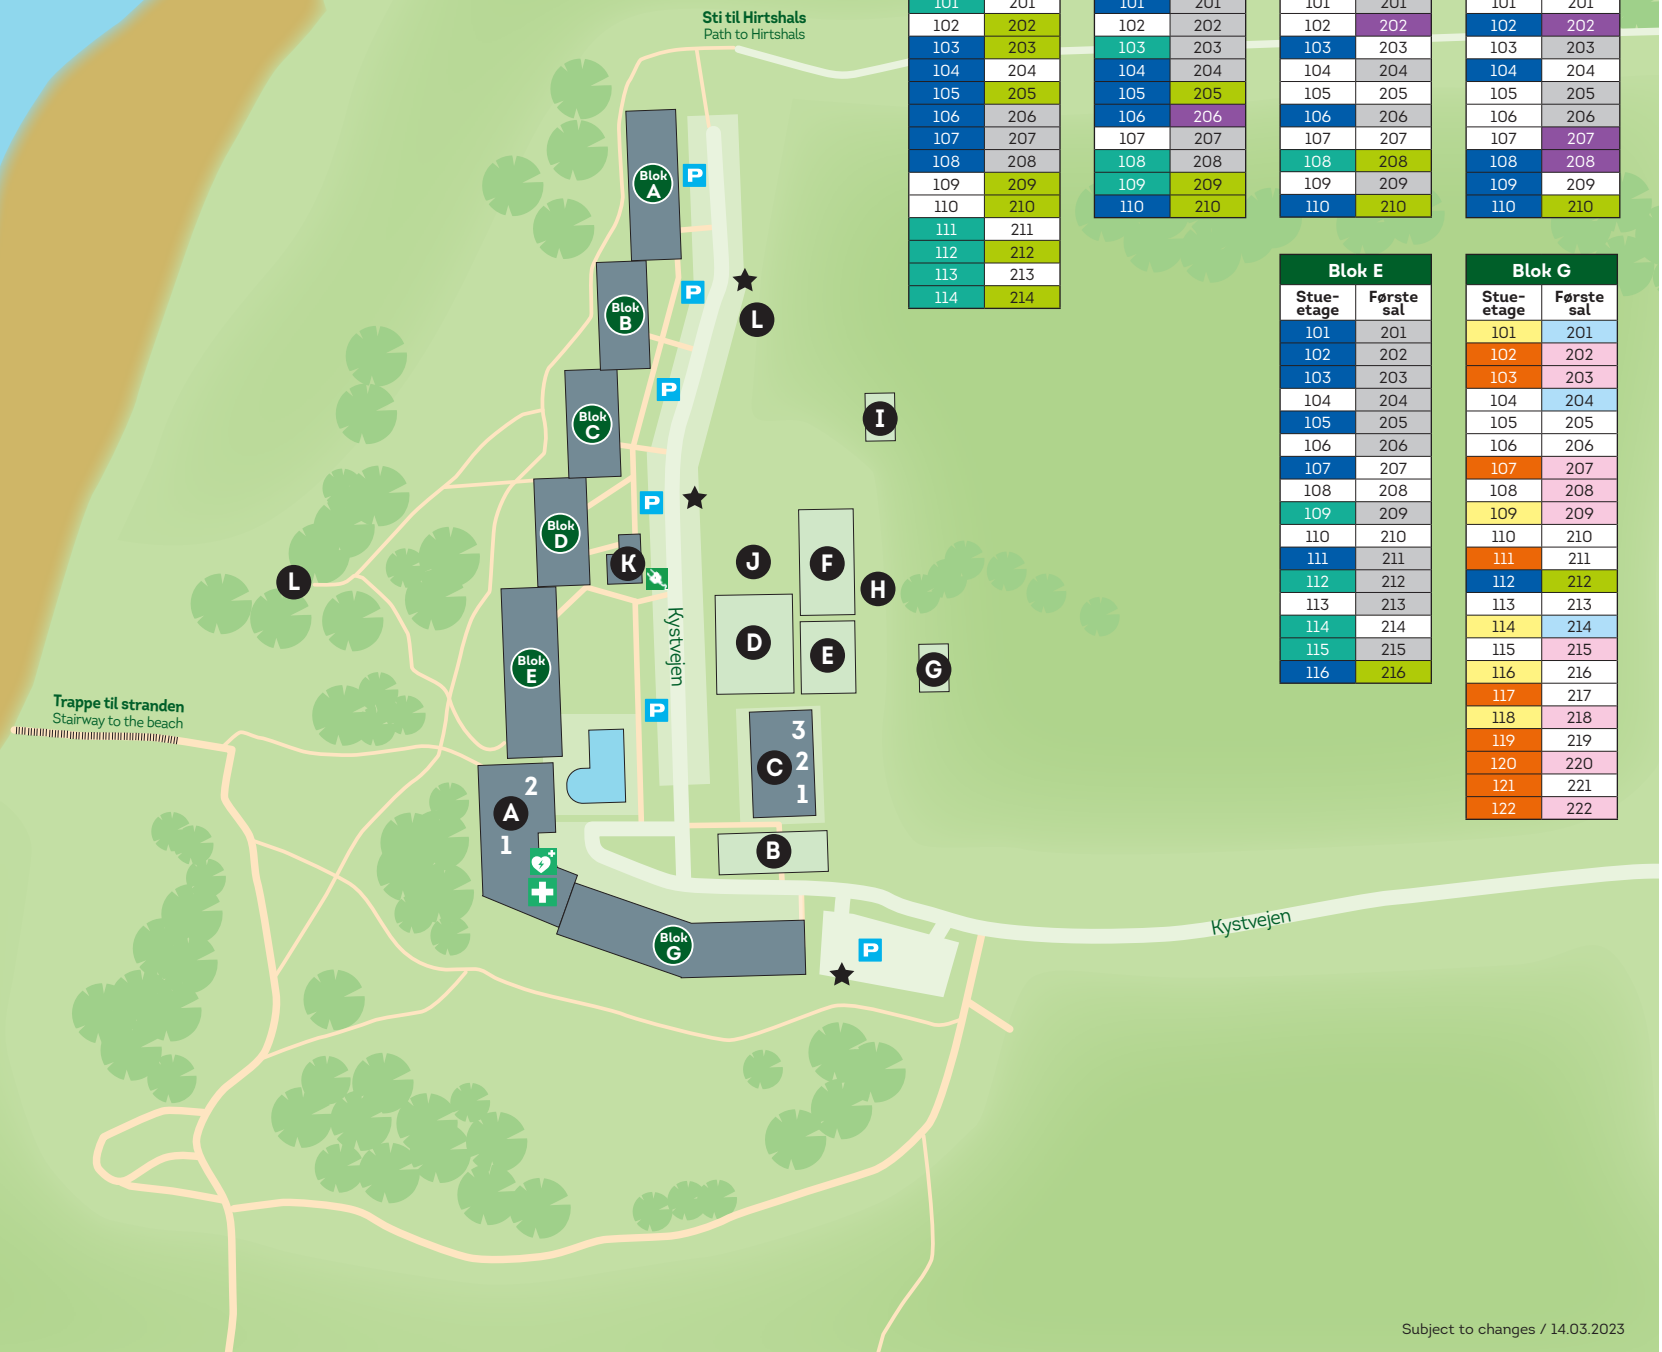 Sti til Hirtshals
Path to Hirtshals
101 201
102 202
103 203
104 204
105 205
106 206
107 207
108 208
109 209
110 210
111 211
112 212
113 213
114 214
101 201
102 202
103 203
104 204
105 205
106 206
107 207
108 208
109 209
110 210
101 201
102 202
103 203
104 204
105 205
106 206
107 207
108 208
109 209
110 210
101 201
102 202
103 203
104 204
105 205
106 206
107 207
108 208
109 209
110 210
Blok E
Stue-
etage
Første
sal
101 201
102 202
103 203
104 204
105 205
106 206
107 207
108 208
109 209
110 210
111 211
112 212
113 213
114 214
115 215
116 216
Blok G
Stue-
etage
Første
sal
101 201
102 202
103 203
104 204
105 205
106 206
107 207
108 208
109 209
110 210
111 211
112 212
113 213
114 214
115 215
116 216
117 217
118 218
119 219
120 220
121 221
122 222
Blok
A
P
Blok
B
P
L
Blok
C
P
I
Blok
D
P
K
J
F
H
L
D
E
G
Kystvejen
Blok
E
P
Trappe til stranden
Stairway to the beach
2
A
1
3
C 2
1
B
Blok
G
P
Kystvejen
Subject to changes / 14.03.2023